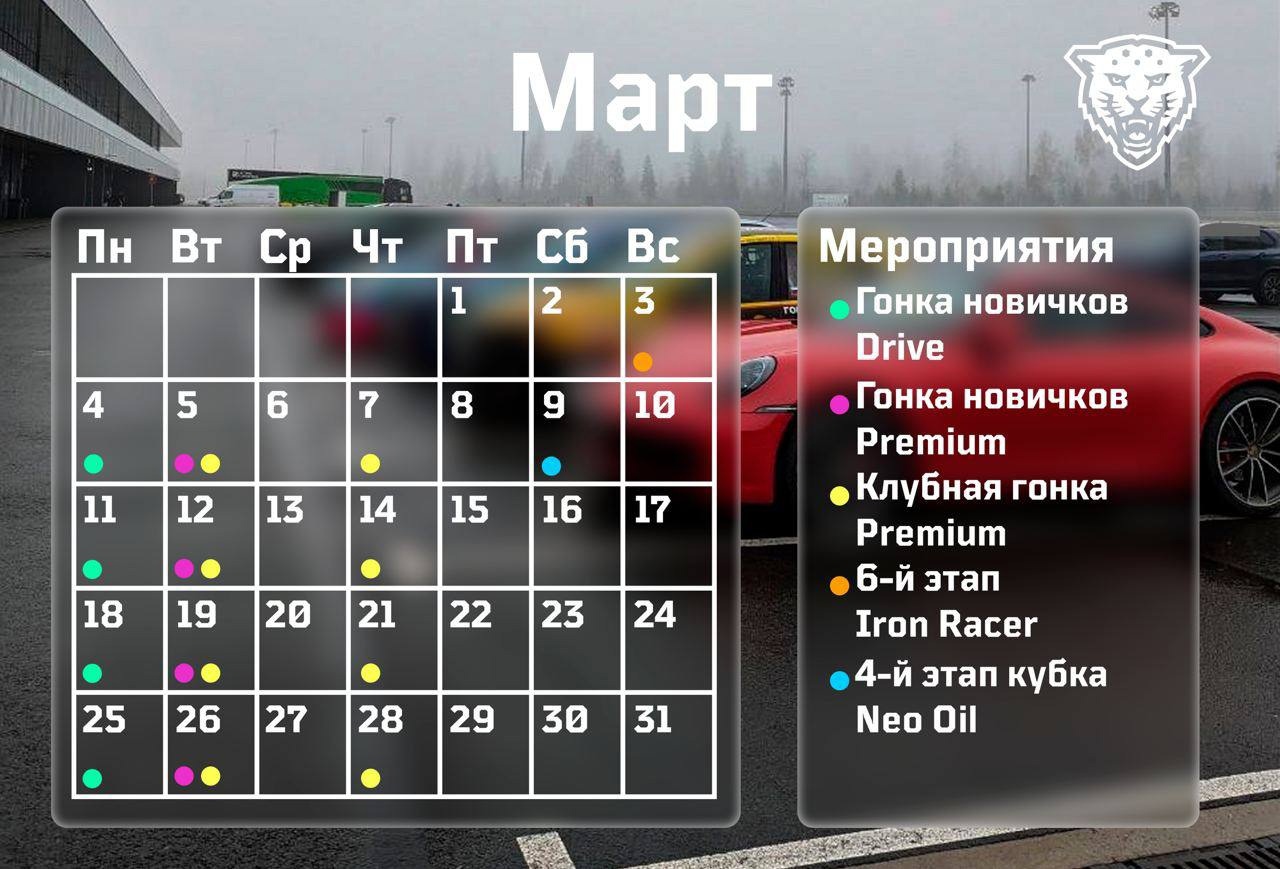 Март
Пн Вт Ср Чт Пт Сб Вс
1 2 3
4 5 6 7 8 9 10
11 12 13 14 15 16 17
18 19 20 21 22 23 24
25 26 27 28 29 30 31
Мероприятия
Гонка новичков
Drive
Гонка новичков
Premium
Клубная гонка
Premium
6-й этап
Iron Racer
4-й этап кубка
Neo Oil